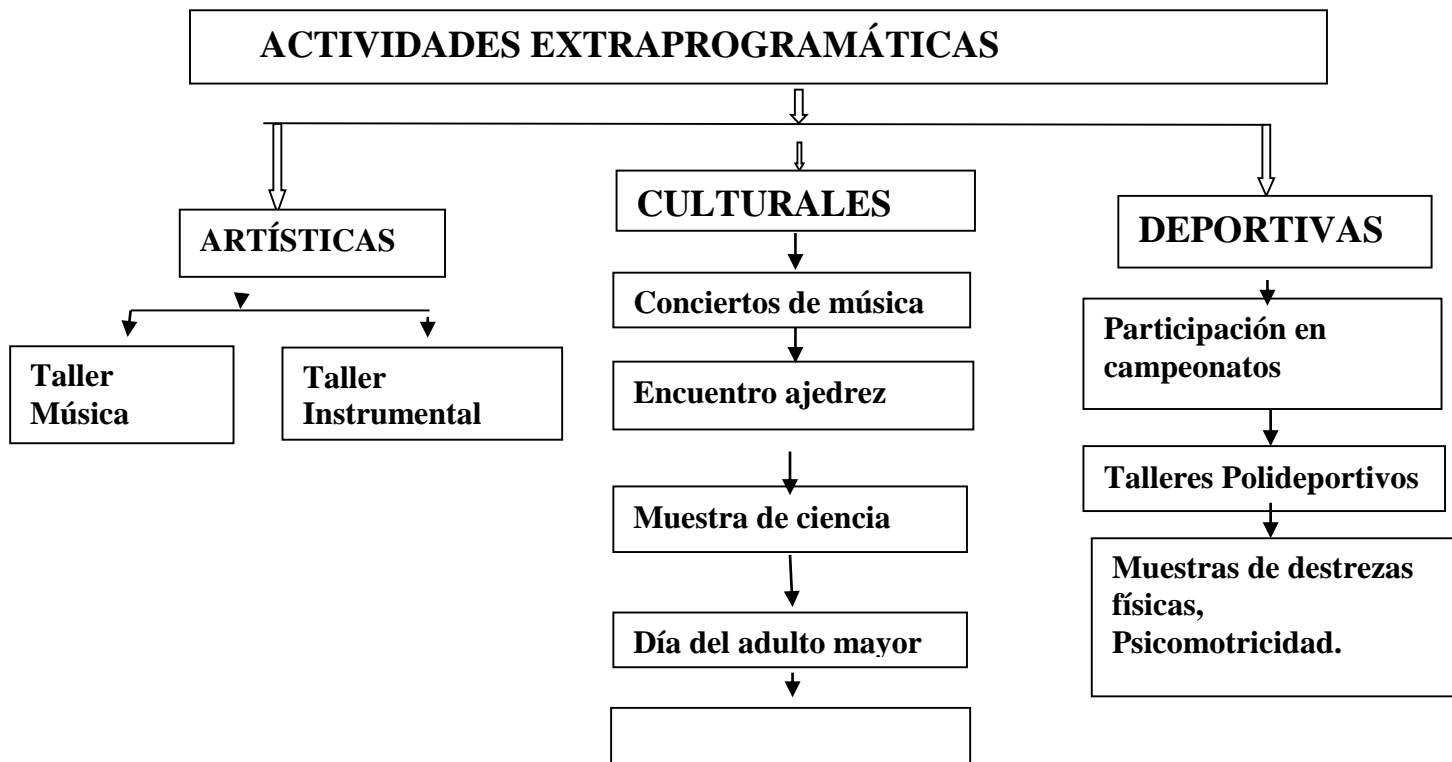 ACTIVIDADES EXTRAPROGRAMÁTICAS
ARTÍSTICAS
Taller
Música
Taller
Instrumental
CULTURALES
Conciertos de música
Encuentro ajedrez
Muestra de ciencia
Día del adulto mayor
DEPORTIVAS
Participación en
campeonatos
Talleres Polideportivos
Muestras de destrezas
físicas,
Psicomotricidad.